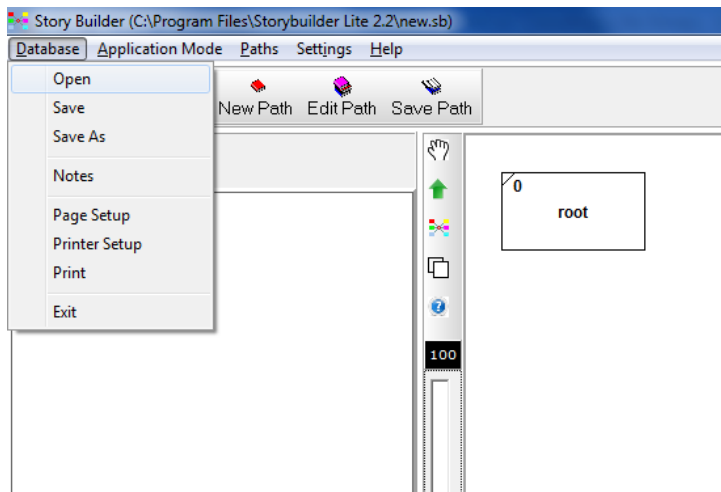 Story Builder (C:\Program Files\Storybuilder Lite 2.2\new.sb)
Database Application Mode Paths Settings Help
Open
Save
Save As
Notes
Page Setup
Printer Setup
Print
Exit
New Path Edit Path Save Path
100
0
root